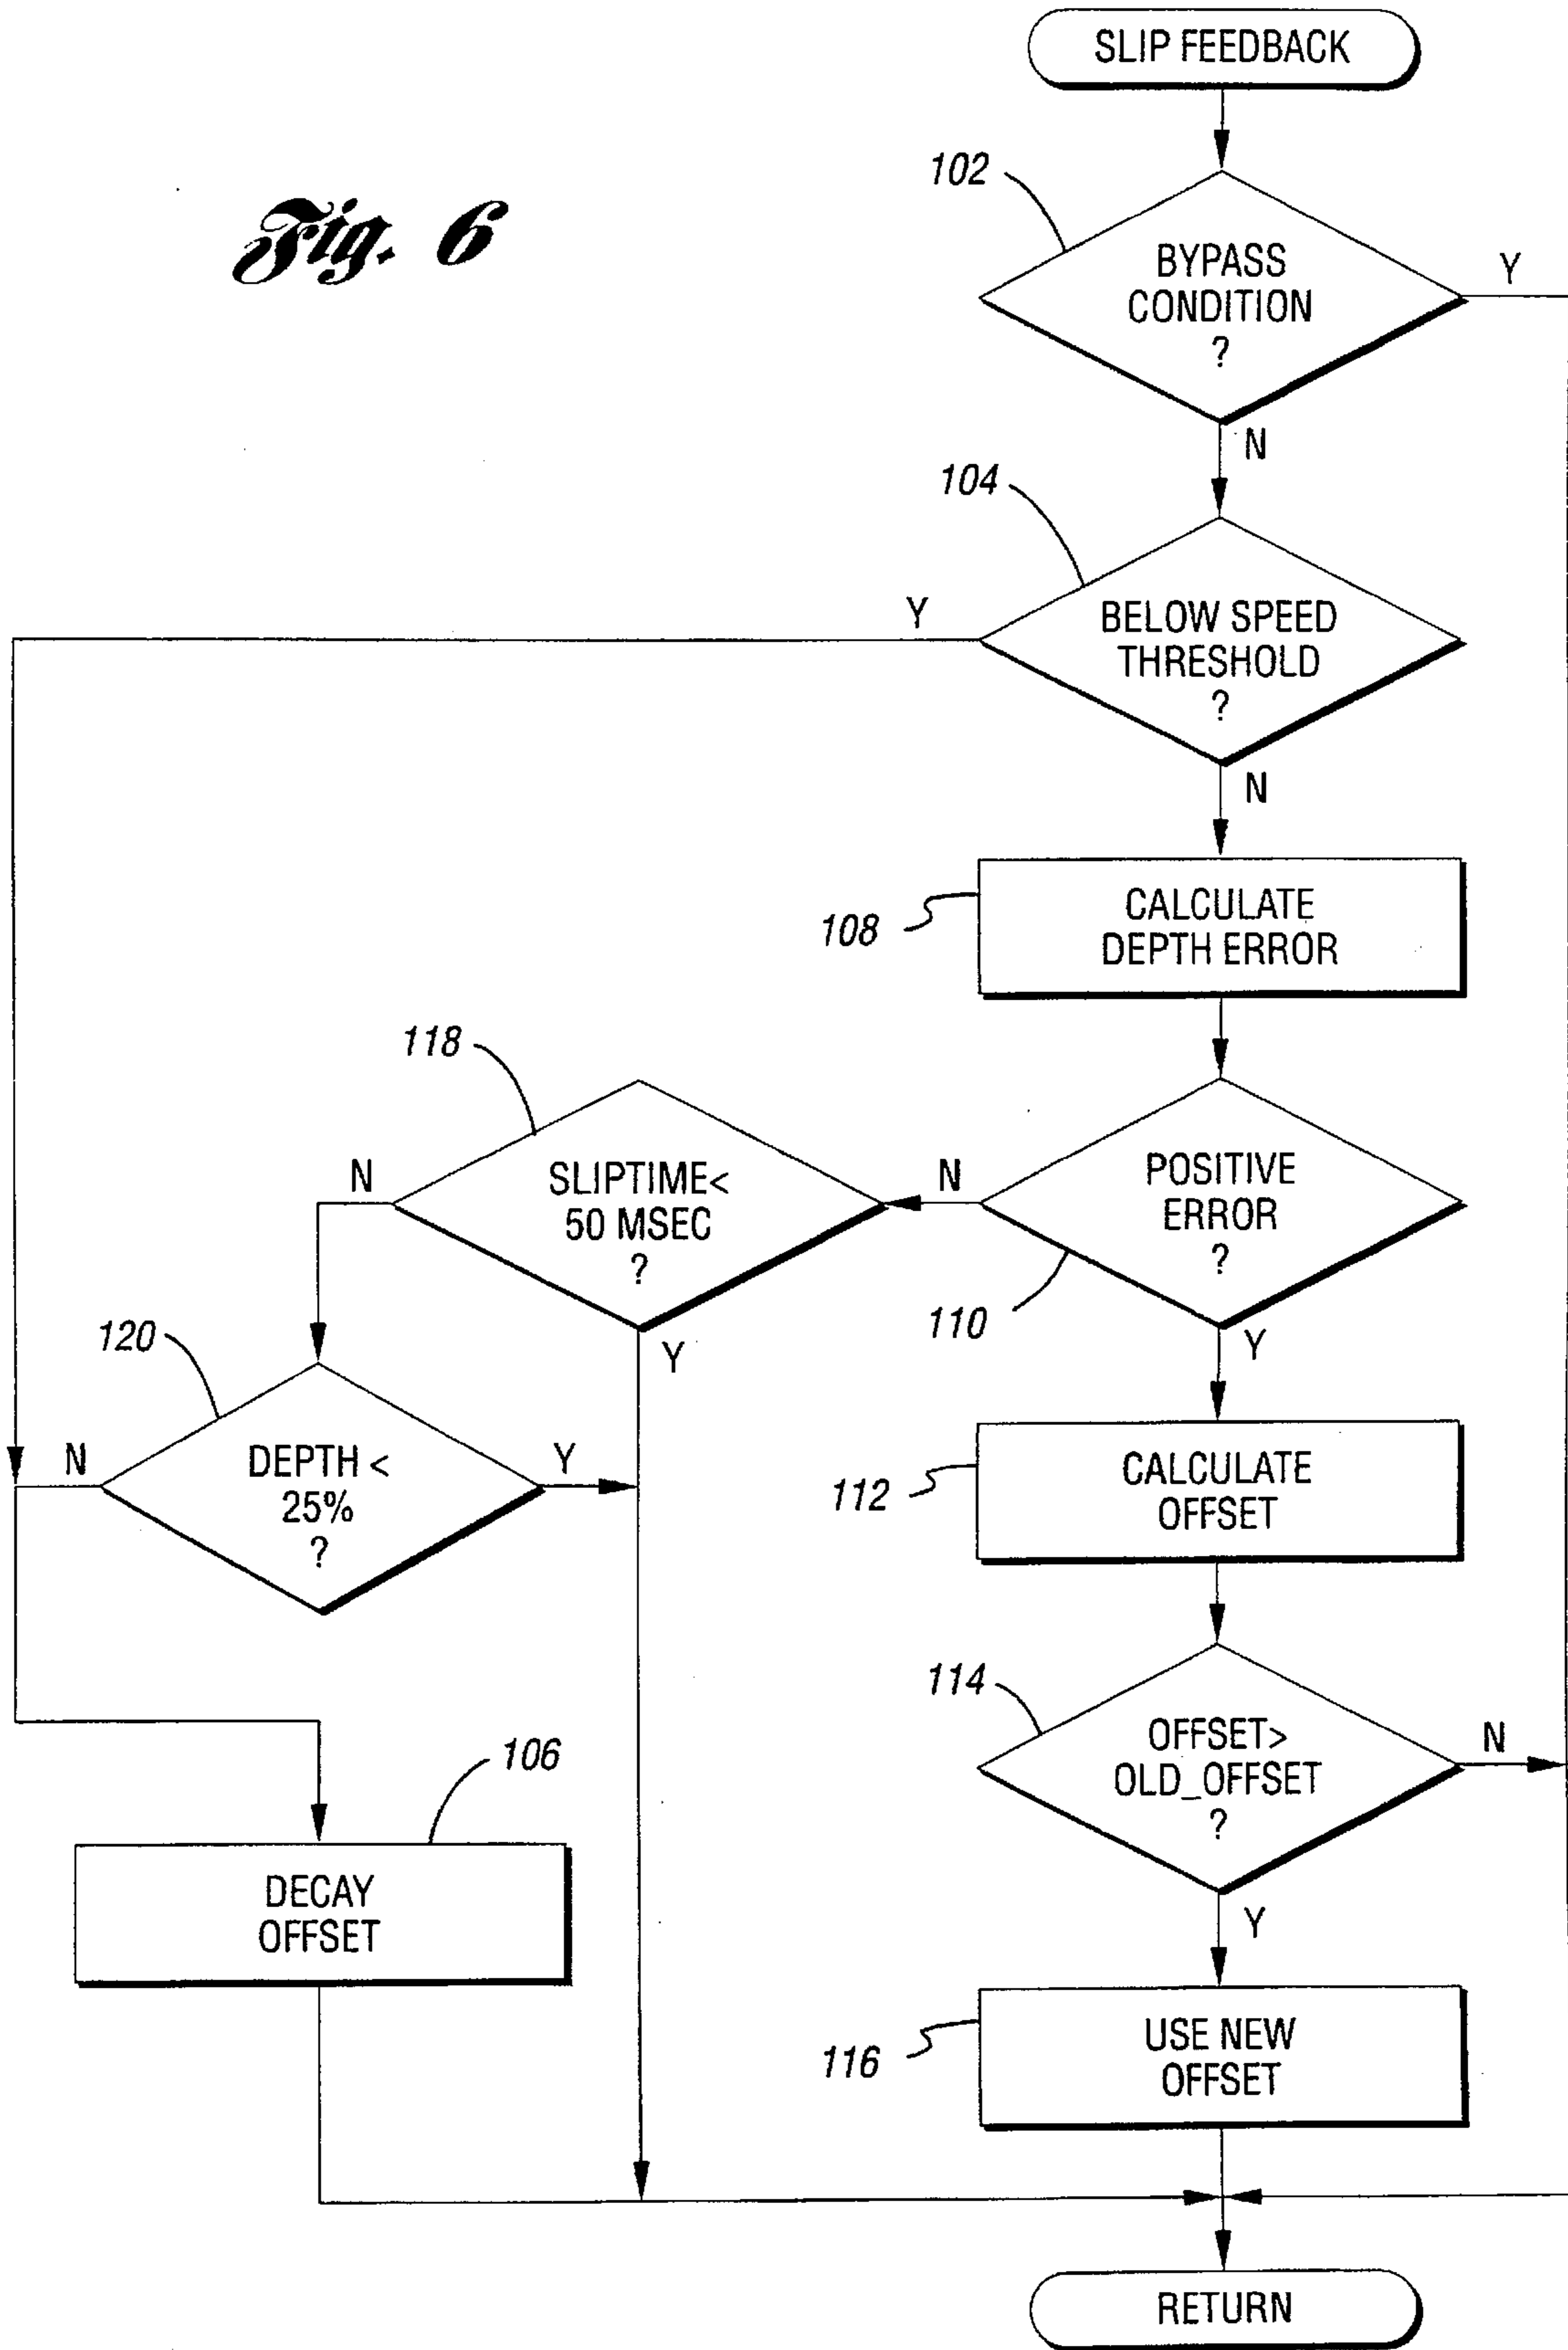 Fig. 6
SLIP FEEDBACK
102
BYPASS
CONDITION
?
Y
N
104
Y
BELOW SPEED
THRESHOLD
?
N
108
CALCULATE
DEPTH ERROR
118
N
SLIPTIME<
50 MSEC
?
Y
N
POSITIVE
ERROR
?
110
Y
120
N
DEPTH <
25%
?
Y
112
CALCULATE
OFFSET
114
OFFSET>
OLD_OFFSET
?
N
Y
106
DECAY
OFFSET
116
USE NEW
OFFSET
RETURN